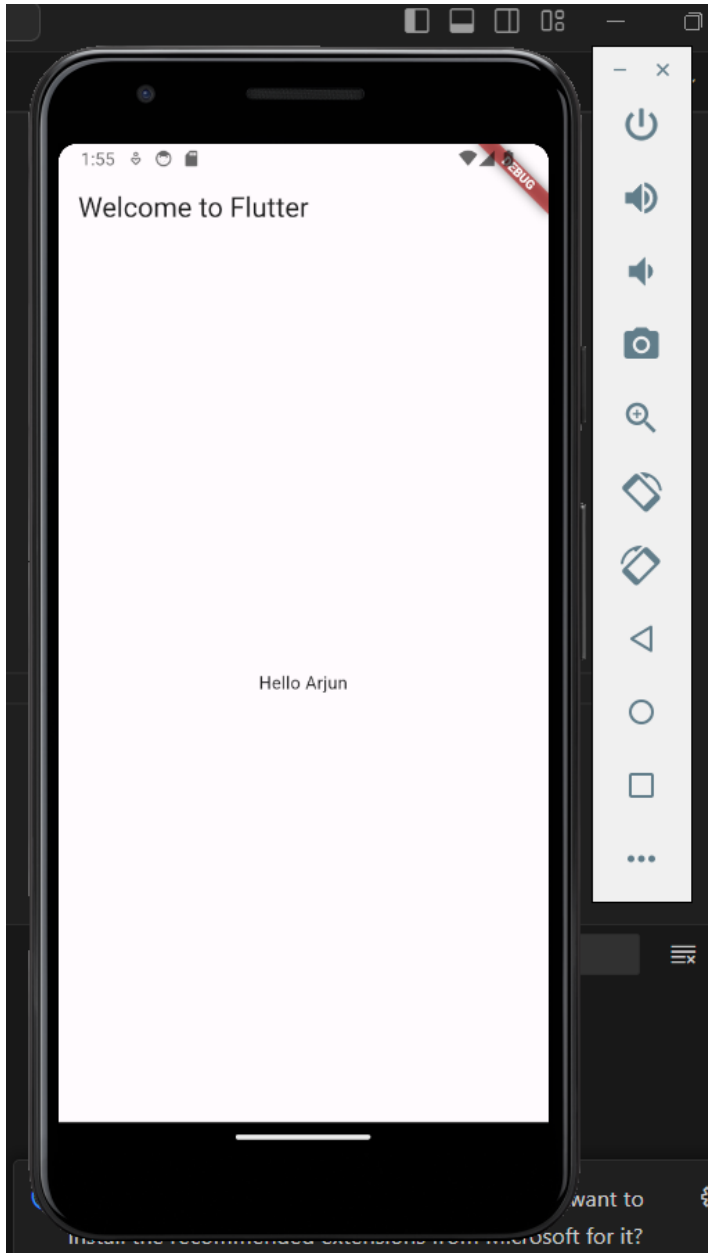 1:55
DEBUG
Welcome to Flutter
Hello Arjun
want to
install the recommended extensions from Microsoft for it?